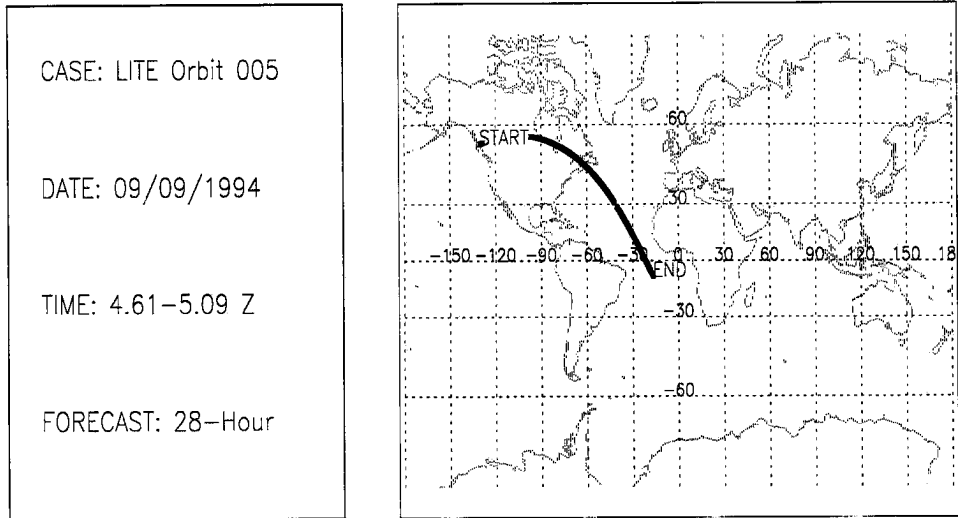 CASE: LITE Orbit 005
DATE: 09/09/1994
TIME: 4.61–5.09 Z
FORECAST: 28–Hour
60
START
30
-150 -120 -90 -60 -30 0 30 60 90 120 150 18
END
-30
-60